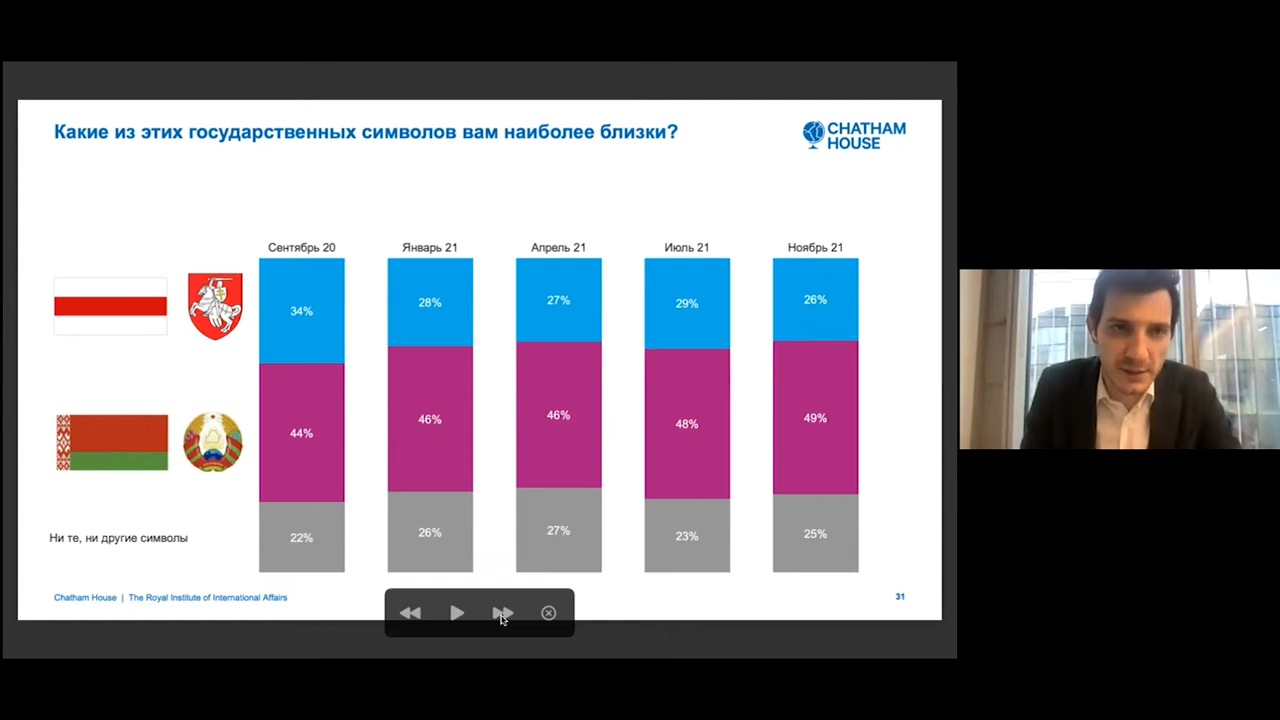 Какие из этих государственных символов вам наиболее близки?
CHATHAM
HOUSE
Сентябрь 20
Январь 21
Апрель 21
Июль 21
Ноябрь 21
34%
28%
27%
29%
26%
44%
46%
46%
48%
49%
Ни те, ни другие символы
22%
26%
27%
23%
25%
Chatham House | The Royal Institute of International Affairs
31